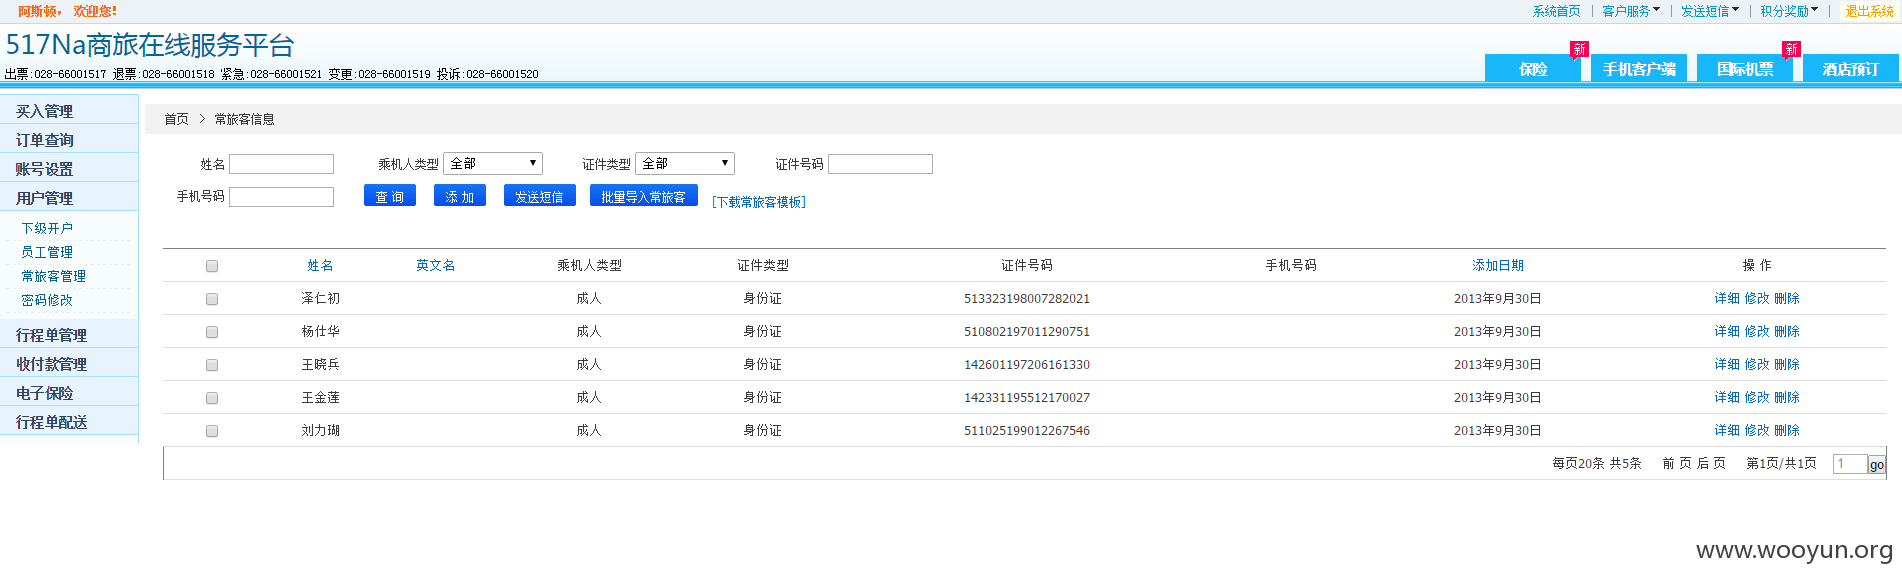 阿斯顿， 欢迎您！
系统首页 | 客户服务 | 发送短信 | 积分奖励 | 退出系统
517Na商旅在线服务平台
出票:028-66001517 退票:028-66001518 紧急:028-66001521 变更:028-66001519 投诉:028-66001520
保险 新 手机客户端 国际机票 新 酒店预订
买入管理
订单查询
账号设置
用户管理
下级开户
员工管理
常旅客管理
密码修改
行程单管理
收付款管理
电子保险
行程单配送
首页 > 常旅客信息
姓名 乘机人类型 全部 证件类型 全部 证件号码
手机号码 查 询 添 加 发送短信 批量导入常旅客 [下载常旅客模板]
姓名 英文名 乘机人类型 证件类型 证件号码 手机号码 添加日期 操 作
泽仁初 成人 身份证 513323198007282021 2013年9月30日 详细 修改 删除
杨仕华 成人 身份证 510802197011290751 2013年9月30日 详细 修改 删除
王晓兵 成人 身份证 142601197206161330 2013年9月30日 详细 修改 删除
王金莲 成人 身份证 142331195512170027 2013年9月30日 详细 修改 删除
刘力瑚 成人 身份证 511025199012267546 2013年9月30日 详细 修改 删除
每页20条 共5条 前 页 后 页 第1页/共1页 1 go
www.wooyun.org